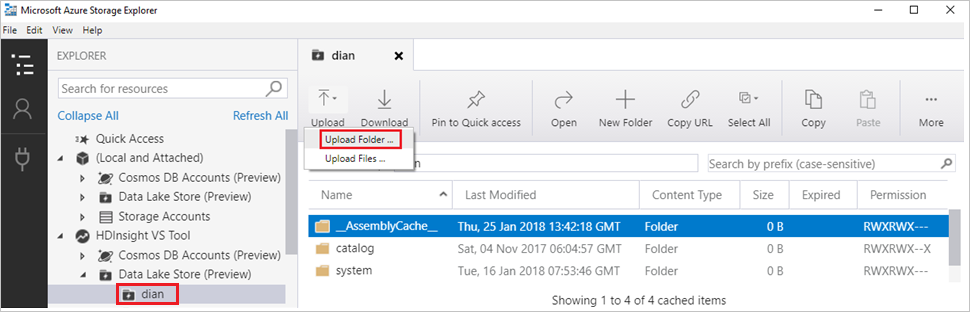 Microsoft Azure Storage Explorer
File Edit View Help
EXPLORER
Search for resources
Collapse All Refresh All
Quick Access
(Local and Attached)
Cosmos DB Accounts (Preview)
Data Lake Store (Preview)
Storage Accounts
HDInsight VS Tool
Cosmos DB Accounts (Preview)
Data Lake Store (Preview)
dian
dian
Upload Download Pin to Quick access Open New Folder Copy URL Select All Copy Paste More
Upload Folder ...
Upload Files ...
Search by prefix (case-sensitive)
Name Last Modified Content Type Size Expired Permission
__AssemblyCache__ Thu, 25 Jan 2018 13:42:18 GMT Folder 0 B RWXRWX---
catalog Sat, 04 Nov 2017 06:04:57 GMT Folder 0 B RWXRWX--X
system Tue, 16 Jan 2018 07:53:46 GMT Folder 0 B RWXRWX---
Showing 1 to 4 of 4 cached items